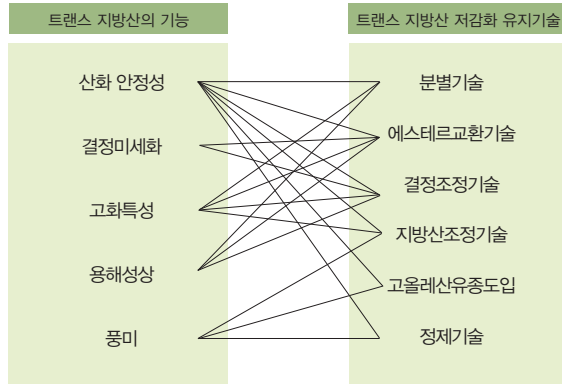 트랜스 지방산의 기능
트랜스 지방산 저감화 유지기술
산화 안정성
분별기술
결정미세화
에스테르교환기술
고화특성
결정조정기술
용해성상
지방산조정기술
고올레산유종도입
풍미
정제기술